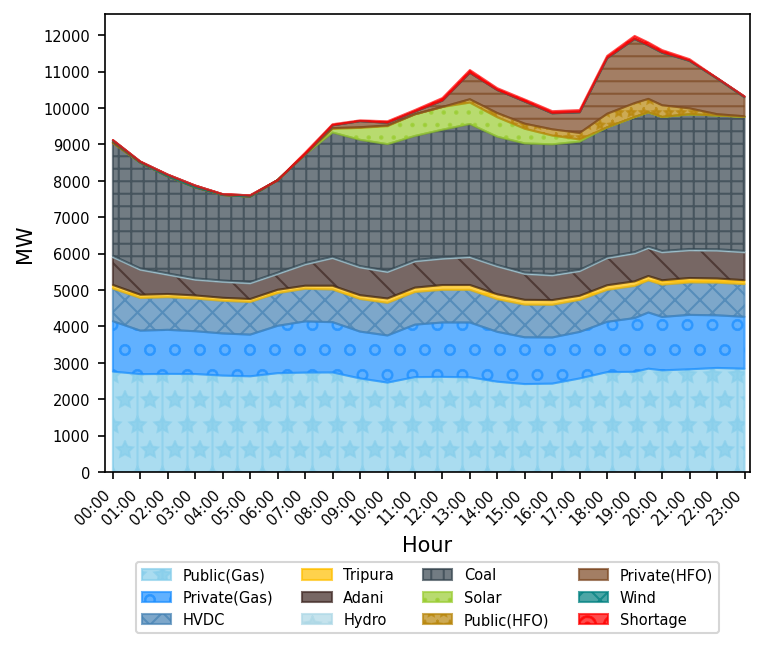 MW
12000
11000
10000
9000
8000
7000
6000
5000
4000
3000
2000
1000
0
00:00 01:00 02:00 03:00 04:00 05:00 06:00 07:00 08:00 09:00 10:00 11:00 12:00 13:00 14:00 15:00 16:00 17:00 18:00 19:00 20:00 21:00 22:00 23:00
Hour
Public(Gas) Tripura Coal Private(HFO)
Private(Gas) Adani Solar Wind
HVDC Hydro Public(HFO) Shortage